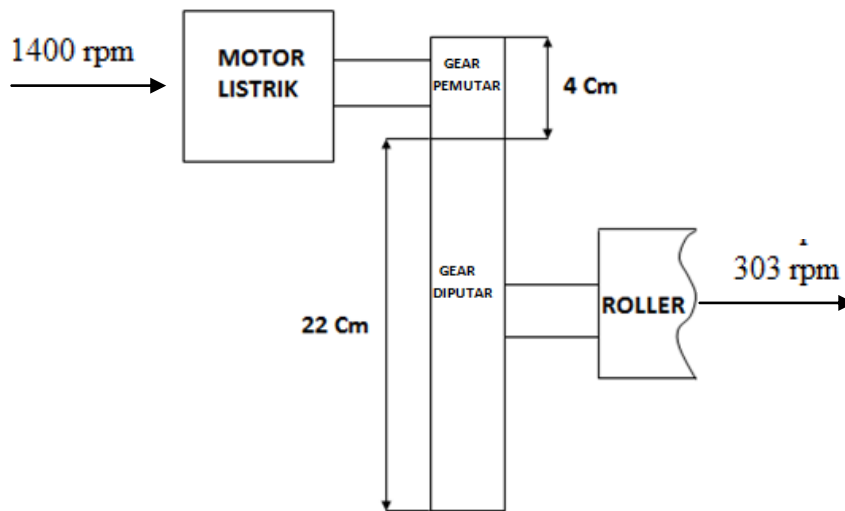 1400 rpm
MOTOR
LISTRIK
GEAR
PEMUTAR
4 Cm
GEAR
DIPUTAR
22 Cm
ROLLER
303 rpm